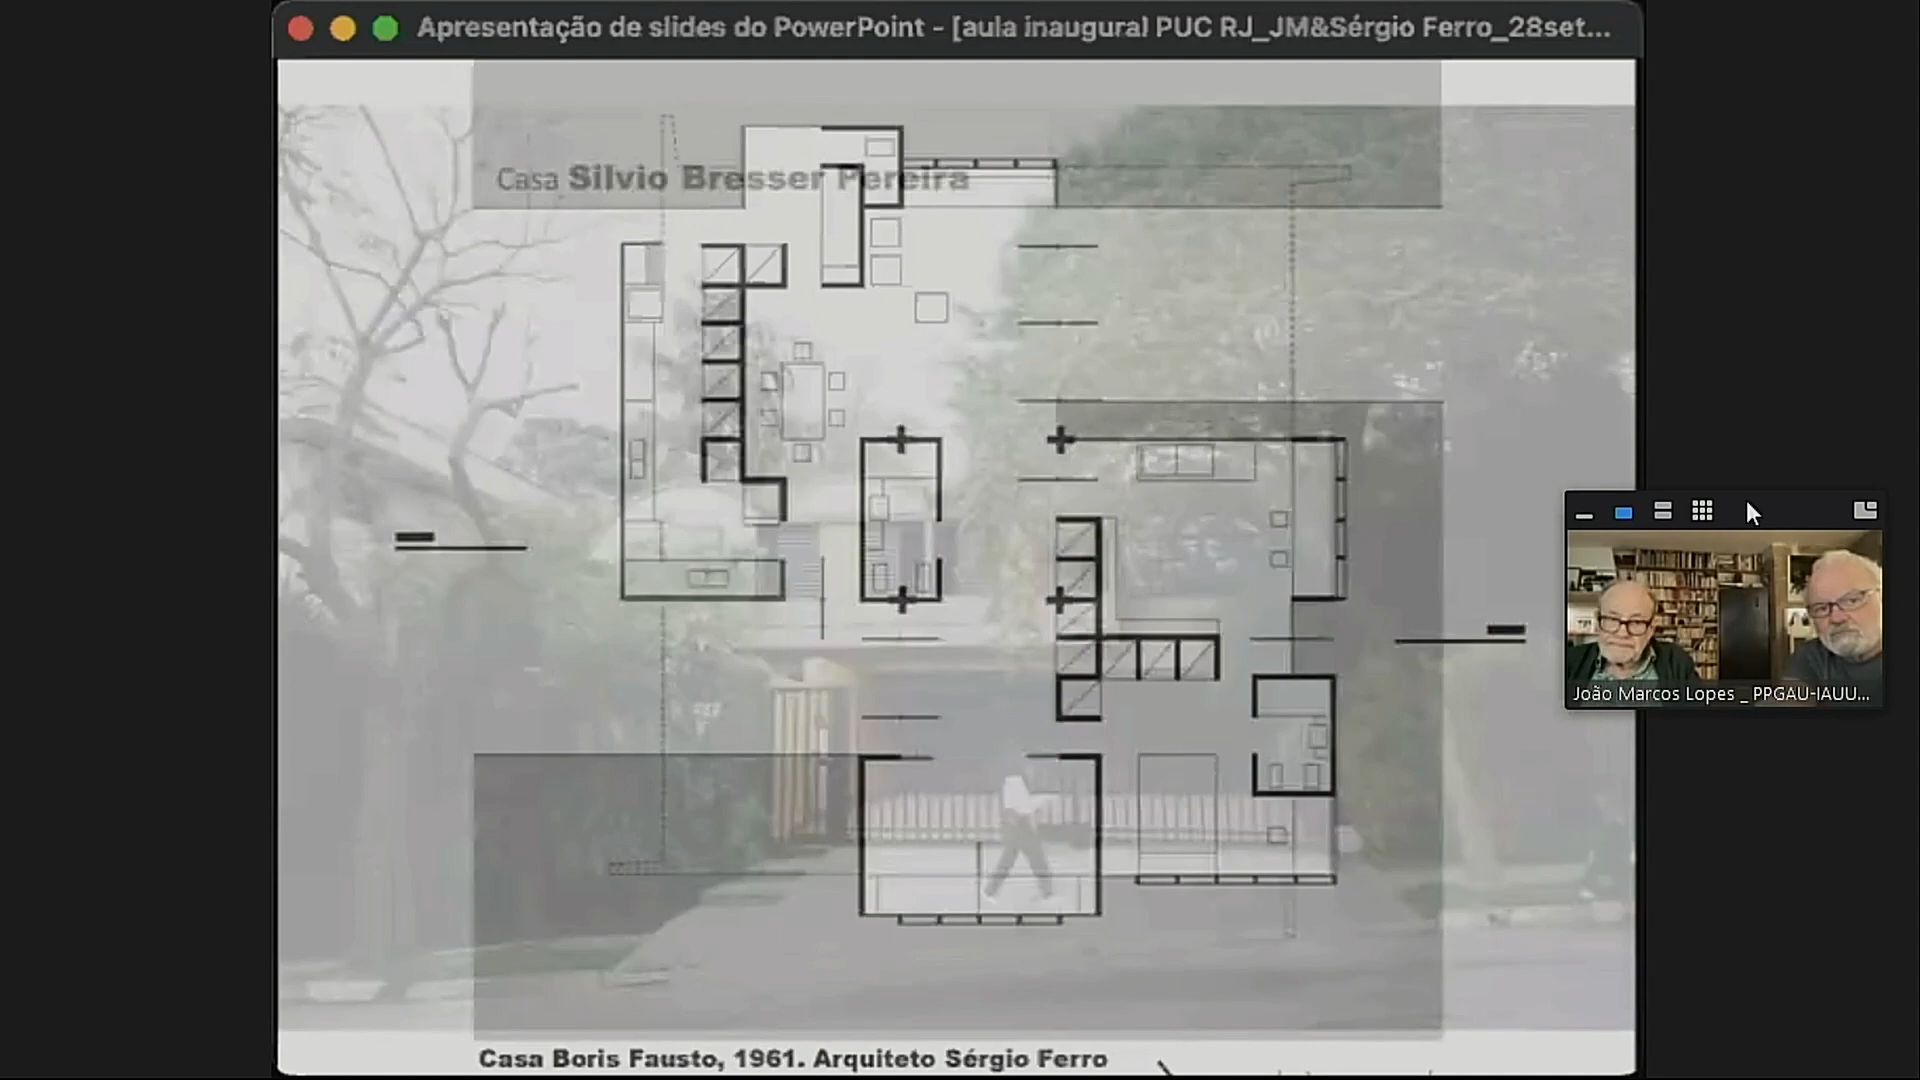 Apresentação de slides do PowerPoint - [aula inaugural PUC RJ_JM&Sérgio Ferro_28set...
Casa Silvio Bresser Pereira
João Marcos Lopes _ PPGAU-IAUU...
Casa Boris Fausto, 1961. Arquiteto Sérgio Ferro